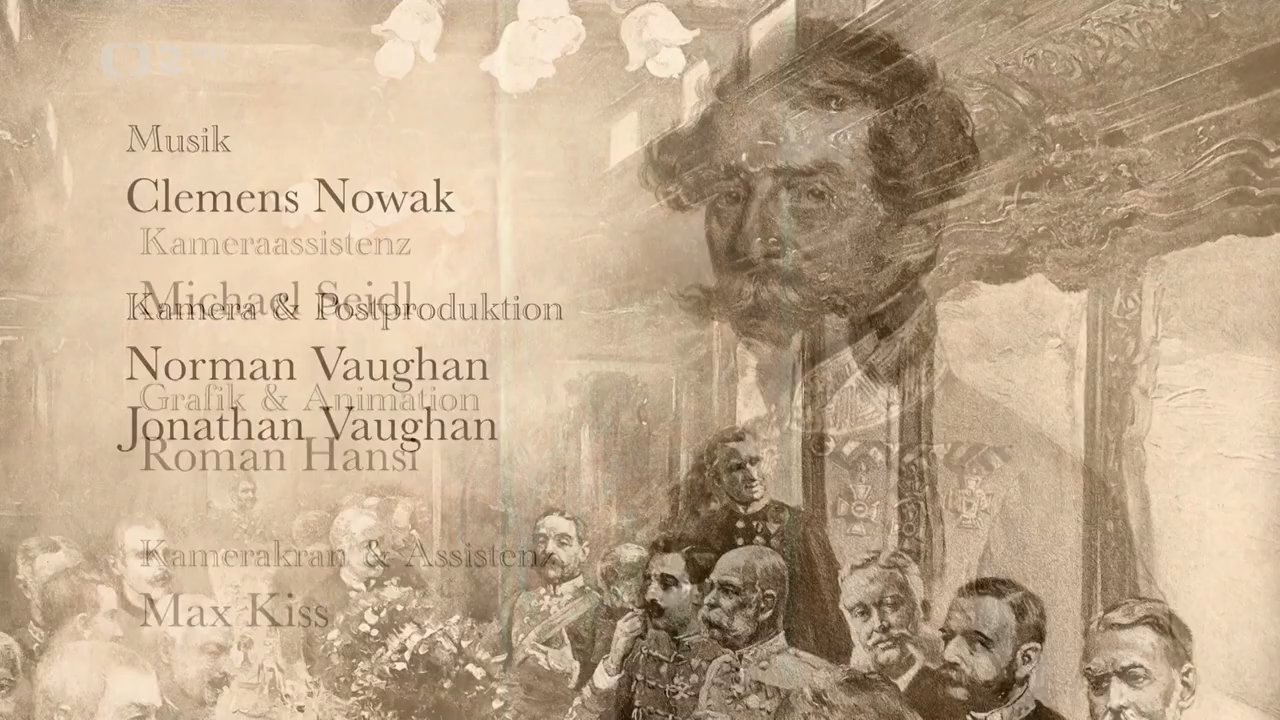 Musik
Clemens Nowak
Kameraassistenz
Michael Seidl
Kamera & Postproduktion
Norman Vaughan
Grafik & Animation
Jonathan Vaughan
Roman Hansi
Kamerakran & Assistenz
Max Kiss